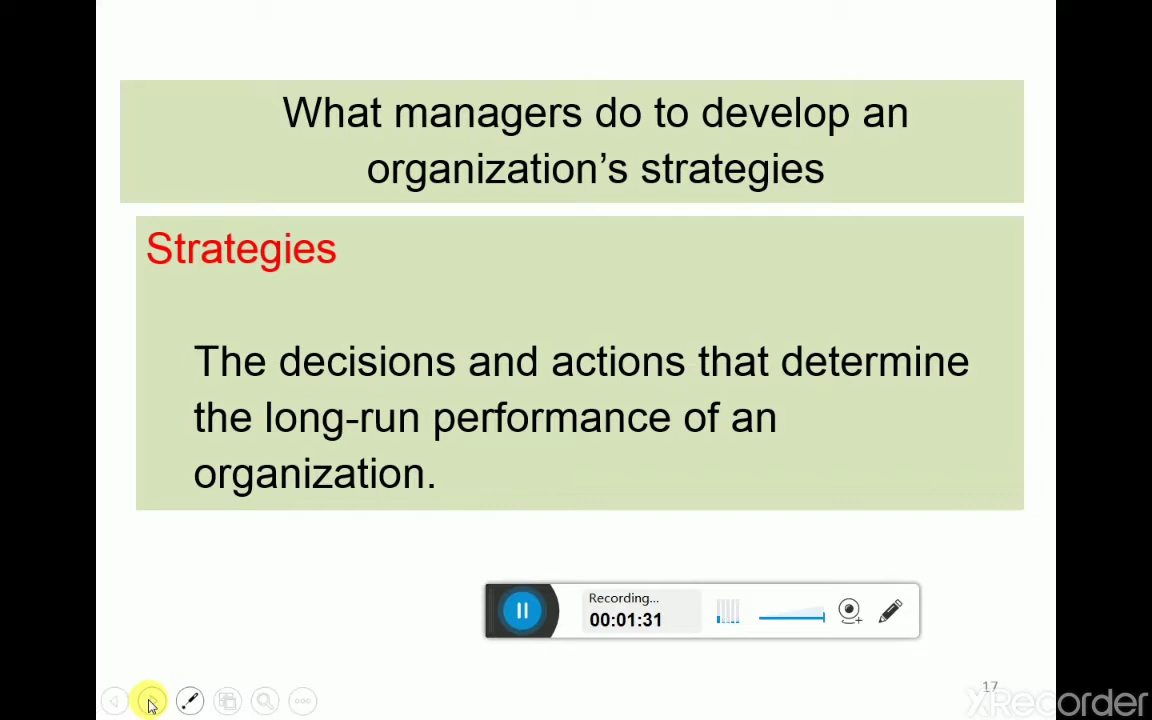 What managers do to develop an
organization's strategies
Strategies
The decisions and actions that determine
the long-run performance of an
organization.
Recording...
00:01:31
17
XRecorder